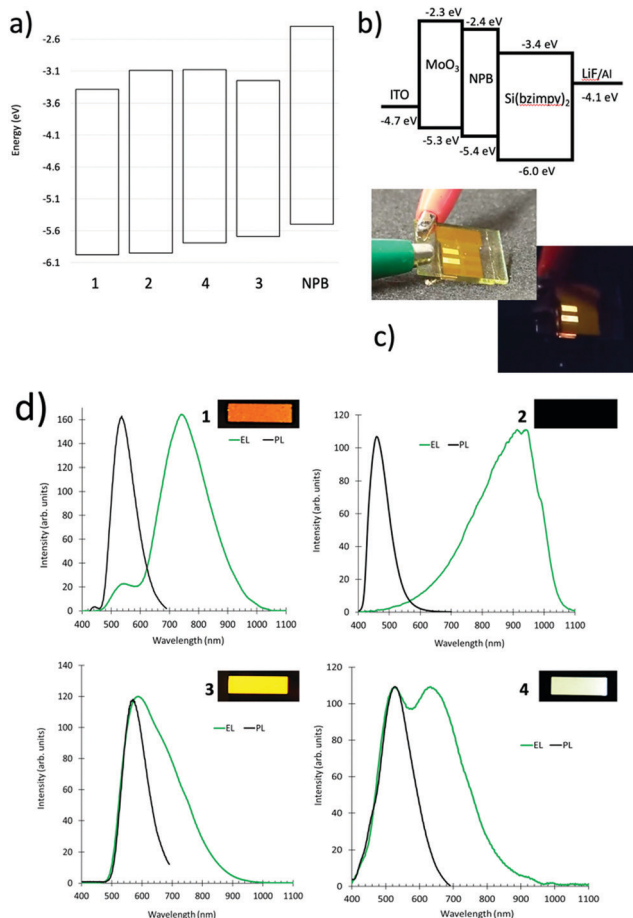 a)
-2.6
-3.1
-3.6
-4.1
-4.6
-5.1
-5.6
-6.1
Energy (eV)
1 2 4 3 NPB
b)
-2.3 eV
-2.4 eV
-3.4 eV
MoO3
NPB
Si(bzimpy)2
LiF/Al
-4.1 eV
ITO
-4.7 eV
-5.3 eV
-5.4 eV
-6.0 eV
c)
d)
1
EL PL
160
140
120
100
80
60
40
20
0
Intensity (arb. units)
400 500 600 700 800 900 1000 1100
Wavelength (nm)
2
EL PL
120
100
80
60
40
20
0
Intensity (arb. units)
400 500 600 700 800 900 1000 1100
Wavelength (nm)
3
EL PL
140
120
100
80
60
40
20
0
Intensity (arb. units)
400 500 600 700 800 900 1000 1100
Wavelength (nm)
4
EL PL
120
100
80
60
40
20
0
Intensity (arb. units)
400 500 600 700 800 900 1000 1100
Wavelength (nm)